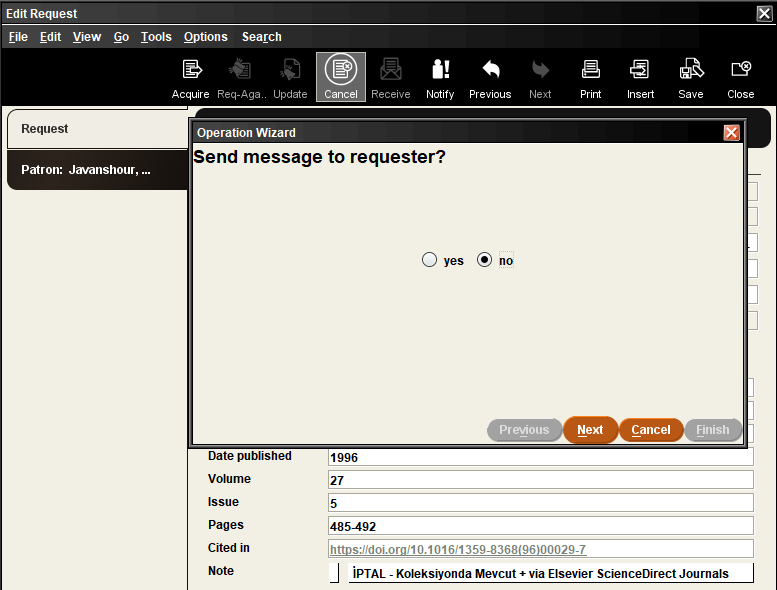 Edit Request
File Edit View Go Tools Options Search
Acquire Req-Aga.. Update Cancel Receive Notify Previous Next Print Insert Save Close
Request
Patron: Javanshour, ...
Operation Wizard
Send message to requester?
yes no
Previous Next Cancel Finish
Date published 1996
Volume 27
Issue 5
Pages 485-492
Cited in https://doi.org/10.1016/1359-8368(96)00029-7
Note İPTAL - Koleksiyonda Mevcut + via Elsevier ScienceDirect Journals